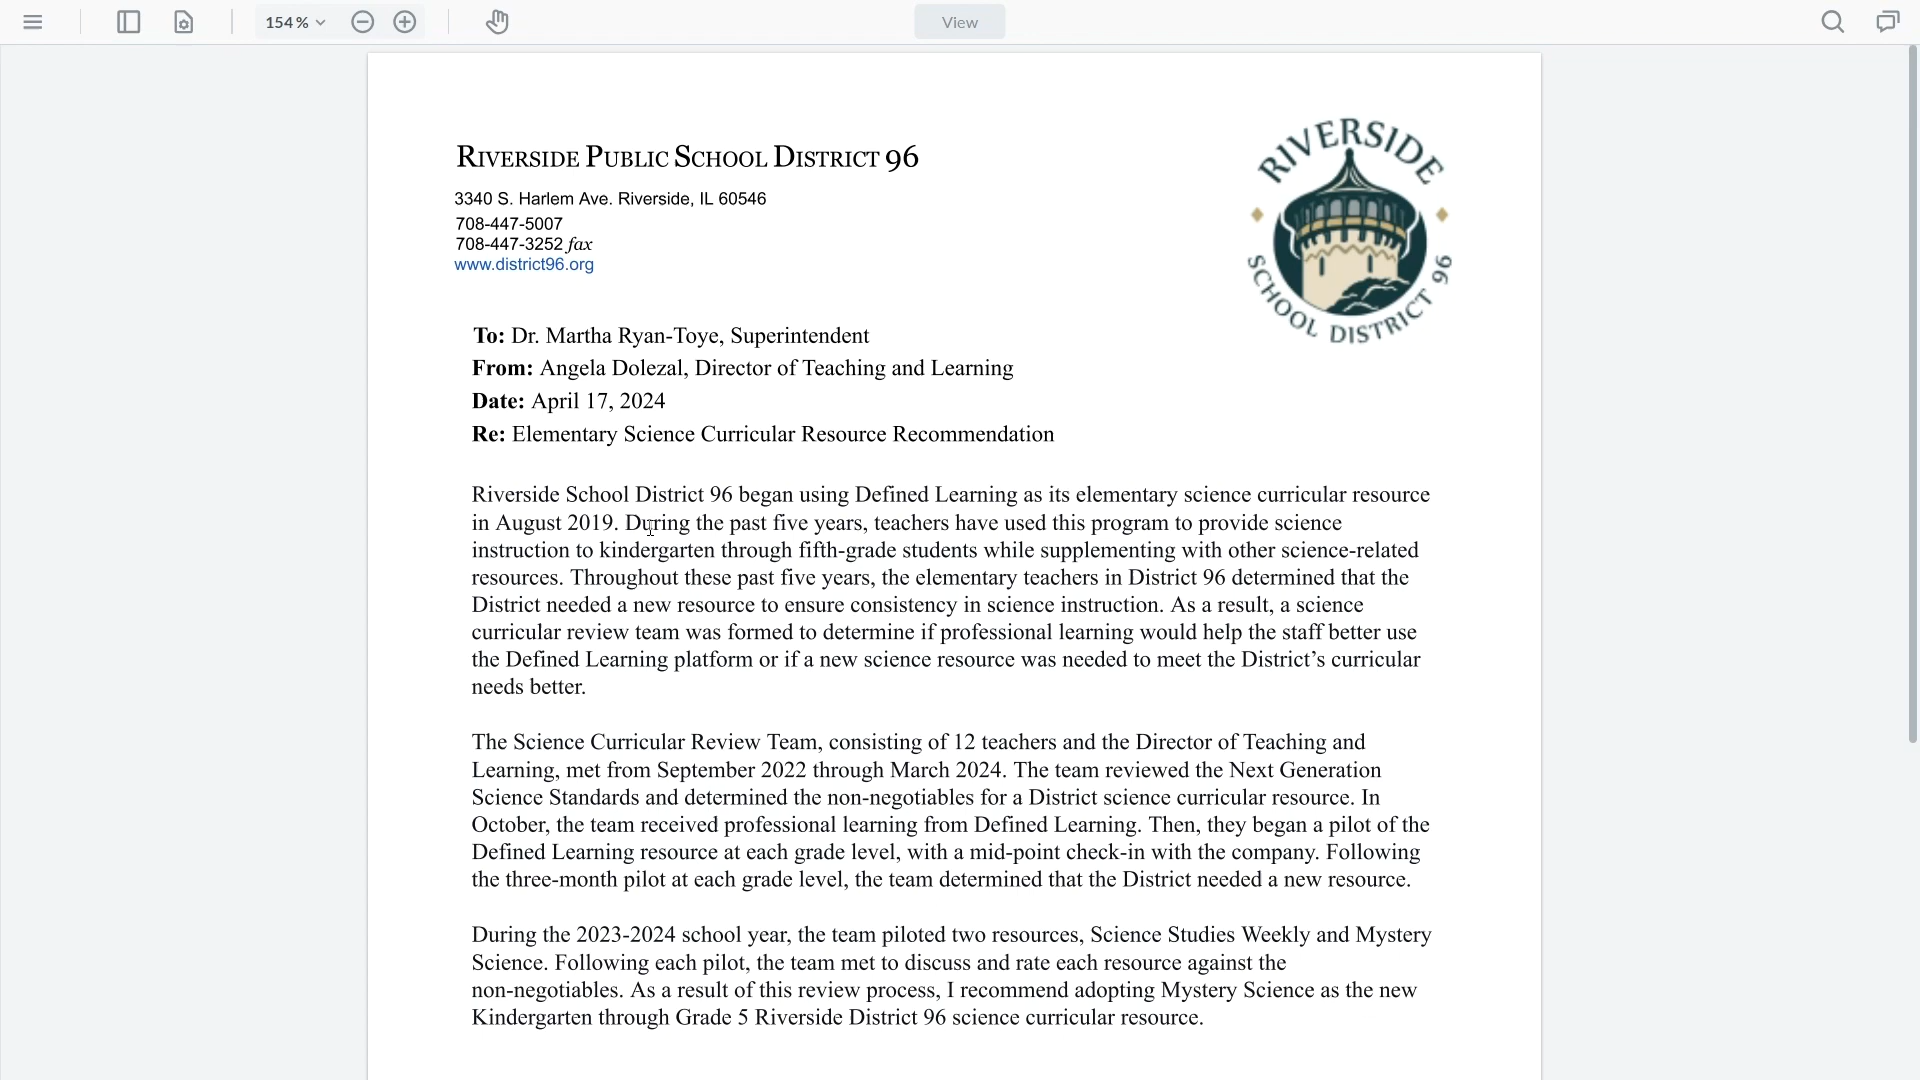 154 %
View
RIVERSIDE PUBLIC SCHOOL DISTRICT 96
3340 S. Harlem Ave. Riverside, IL 60546
708-447-5007
708-447-3252 fax
www.district96.org
RIVERSIDE
SCHOOL DISTRICT 96
To: Dr. Martha Ryan-Toye, Superintendent
From: Angela Dolezal, Director of Teaching and Learning
Date: April 17, 2024
Re: Elementary Science Curricular Resource Recommendation
Riverside School District 96 began using Defined Learning as its elementary science curricular resource
in August 2019. During the past five years, teachers have used this program to provide science
instruction to kindergarten through fifth-grade students while supplementing with other science-related
resources. Throughout these past five years, the elementary teachers in District 96 determined that the
District needed a new resource to ensure consistency in science instruction. As a result, a science
curricular review team was formed to determine if professional learning would help the staff better use
the Defined Learning platform or if a new science resource was needed to meet the District’s curricular
needs better.
The Science Curricular Review Team, consisting of 12 teachers and the Director of Teaching and
Learning, met from September 2022 through March 2024. The team reviewed the Next Generation
Science Standards and determined the non-negotiables for a District science curricular resource. In
October, the team received professional learning from Defined Learning. Then, they began a pilot of the
Defined Learning resource at each grade level, with a mid-point check-in with the company. Following
the three-month pilot at each grade level, the team determined that the District needed a new resource.
During the 2023-2024 school year, the team piloted two resources, Science Studies Weekly and Mystery
Science. Following each pilot, the team met to discuss and rate each resource against the
non-negotiables. As a result of this review process, I recommend adopting Mystery Science as the new
Kindergarten through Grade 5 Riverside District 96 science curricular resource.